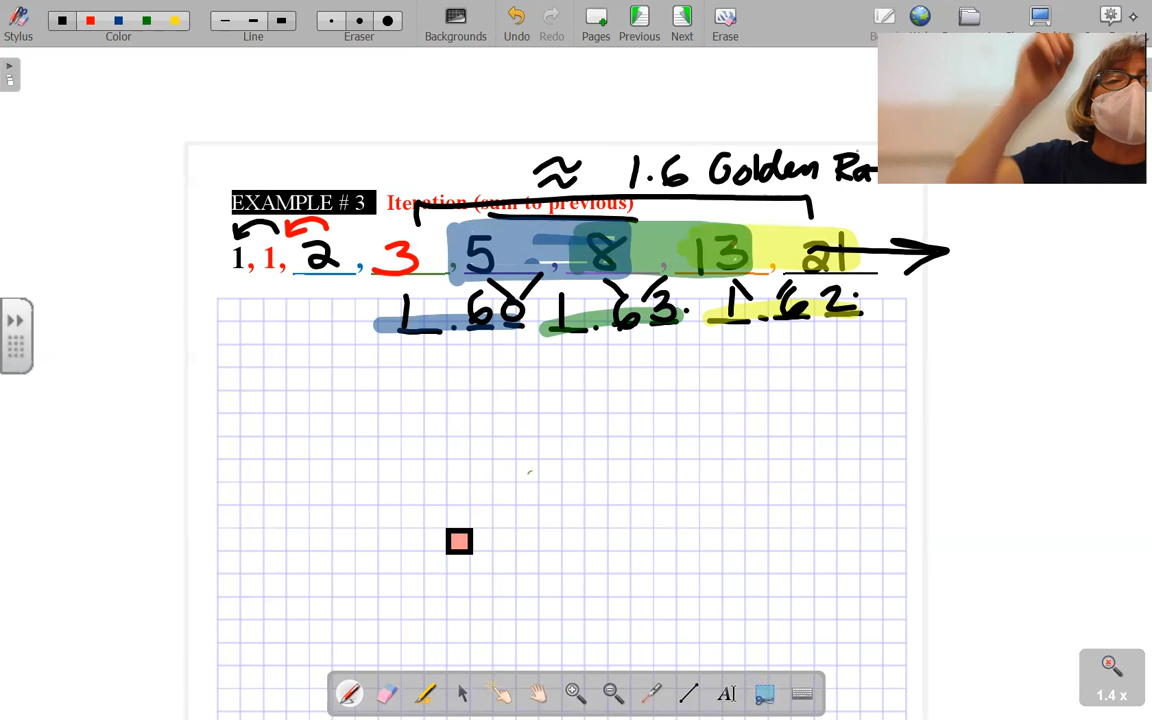 Stylus Color Line Eraser Backgrounds Undo Redo Pages Previous Next Erase
≈ 1.6 Golden
EXAMPLE # 3 Iteration (sum to previous)
1, 1, 2, 3, 5, 8, 13, 21
1.60 1.63. 1.62.
1.4 x